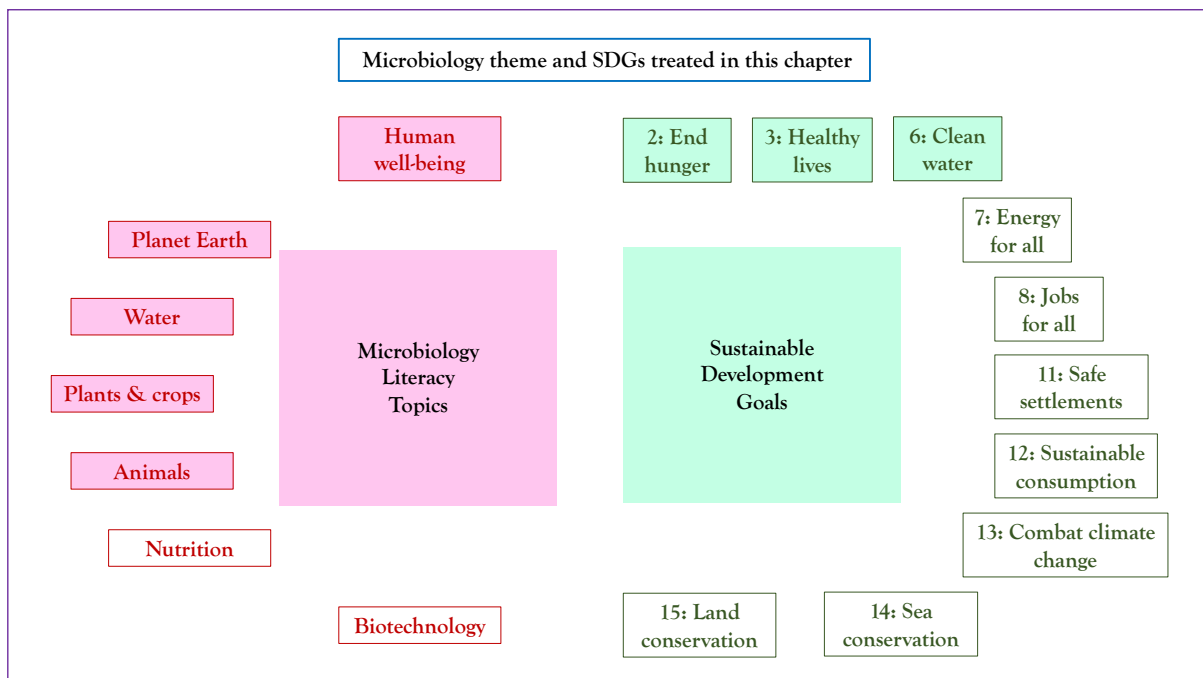 Microbiology theme and SDGs treated in this chapter
Human
well-being
2: End
hunger
3: Healthy
lives
6: Clean
water
Planet Earth
7: Energy
for all
Water
8: Jobs
for all
Microbiology
Literacy
Topics
Sustainable
Development
Goals
Plants & crops
11: Safe
settlements
Animals
12: Sustainable
consumption
Nutrition
13: Combat climate
change
Biotechnology
15: Land
conservation
14: Sea
conservation